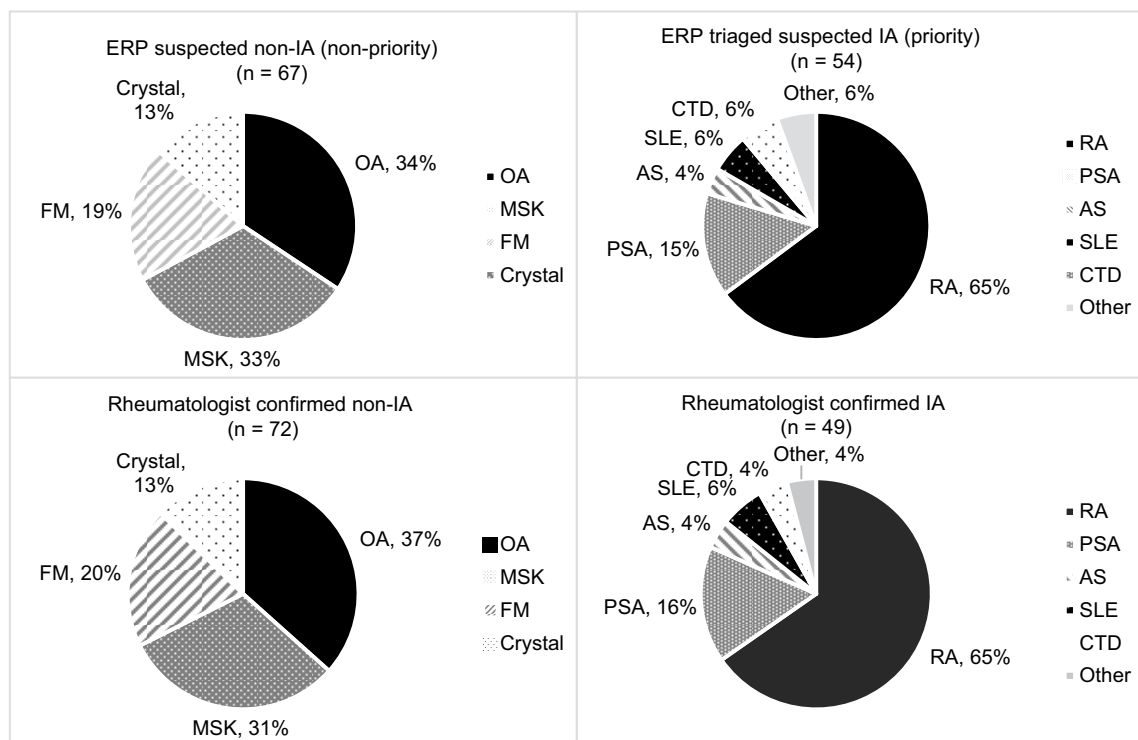 ERP suspected non-IA (non-priority)
(n = 67)
Crystal,
13%
OA, 34%
FM, 19%
MSK, 33%
OA
MSK
FM
Crystal
ERP triaged suspected IA (priority)
(n = 54)
Other, 6%
CTD, 6%
SLE, 6%
AS, 4%
PSA, 15%
RA, 65%
RA
PSA
AS
SLE
CTD
Other
Rheumatologist confirmed non-IA
(n = 72)
Crystal,
13%
OA, 37%
FM, 20%
MSK, 31%
OA
MSK
FM
Crystal
Rheumatologist confirmed IA
(n = 49)
Other, 4%
CTD, 4%
SLE, 6%
AS, 4%
PSA, 16%
RA, 65%
RA
PSA
AS
SLE
CTD
Other